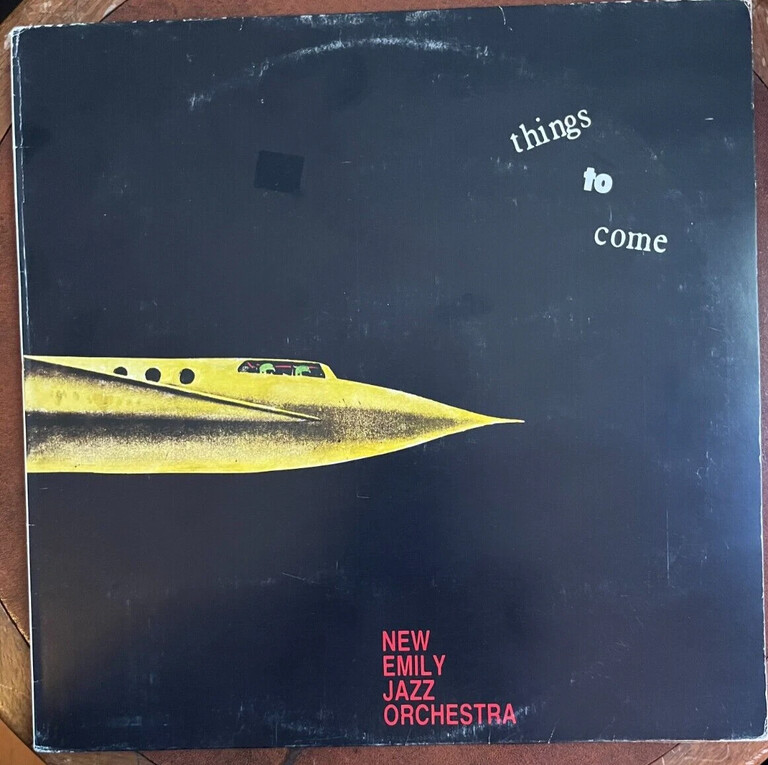 things
to
come
NEW
EMILY
JAZZ
ORCHESTRA